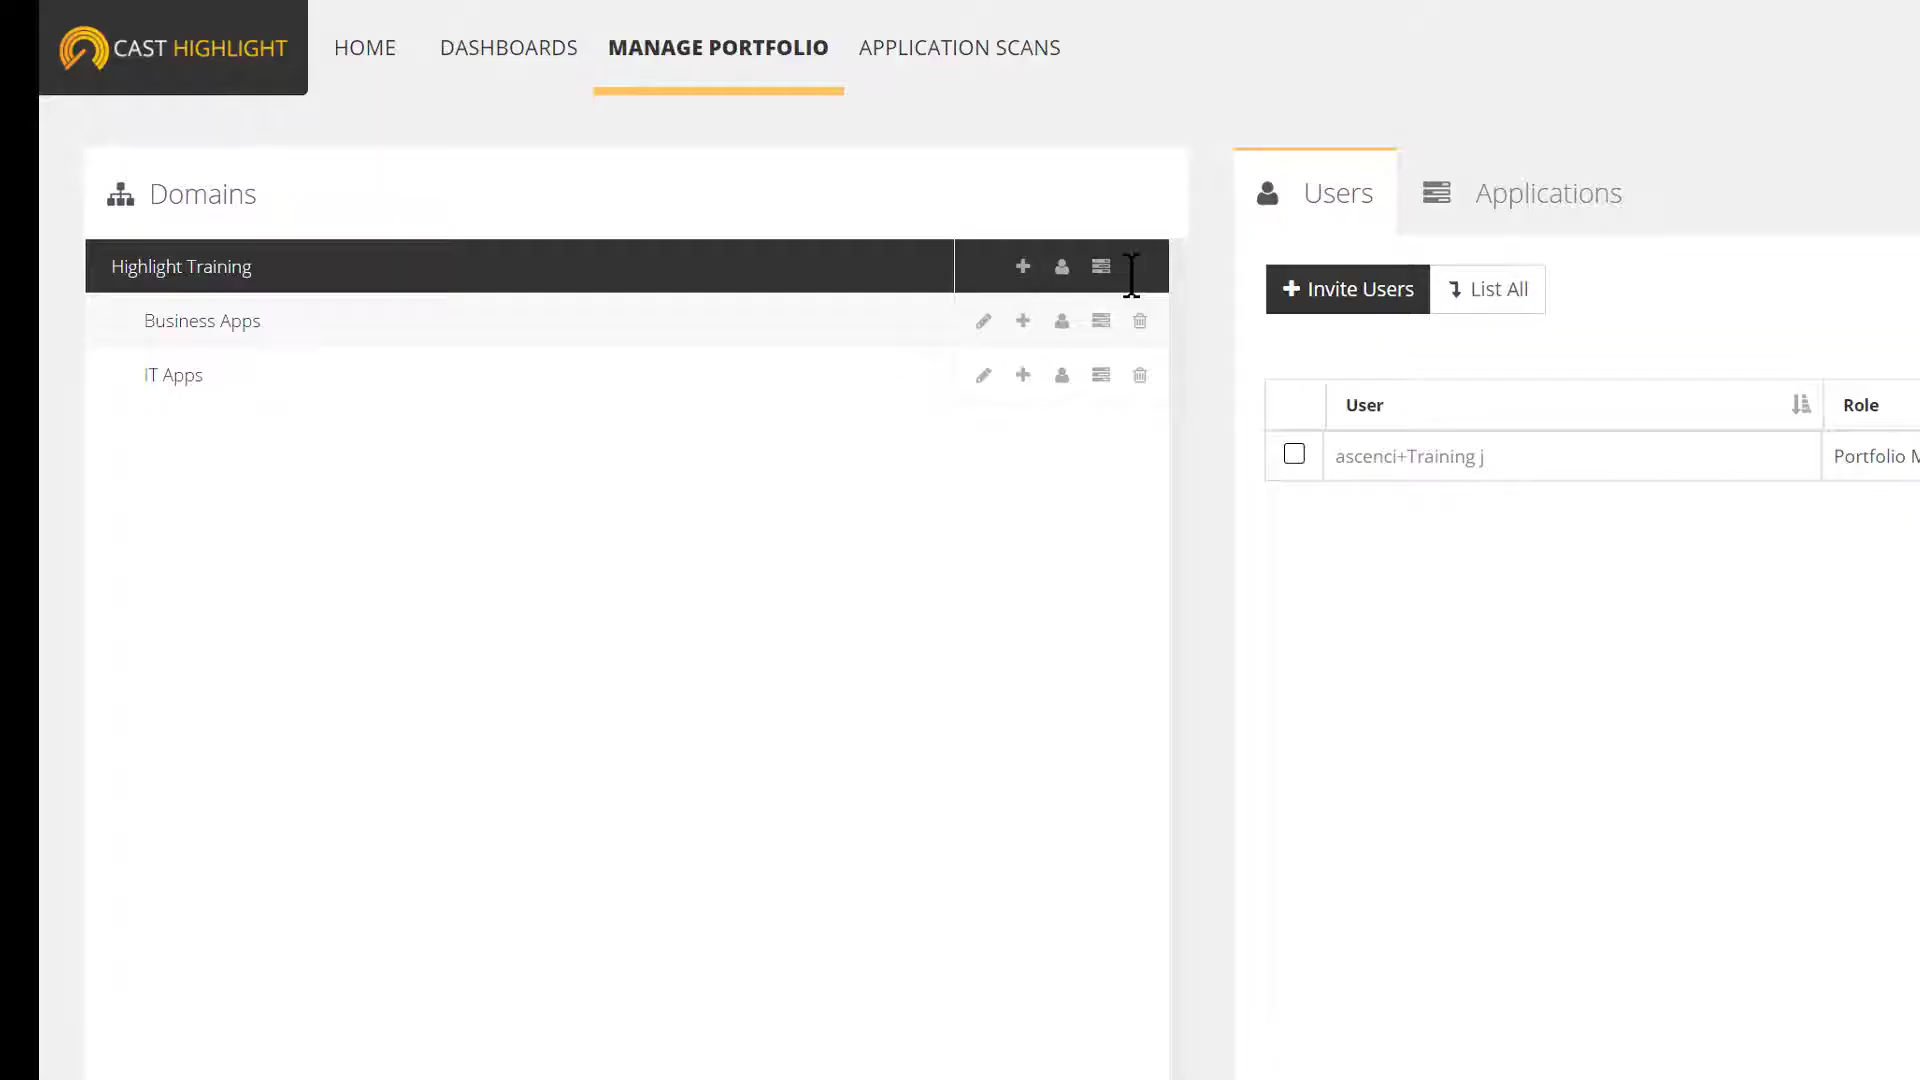 CAST HIGHLIGHT HOME DASHBOARDS MANAGE PORTFOLIO APPLICATION SCANS
Domains
Highlight Training
Business Apps
IT Apps
Users Applications
Invite Users List All
User Role
ascenci+Training j Portfolio M